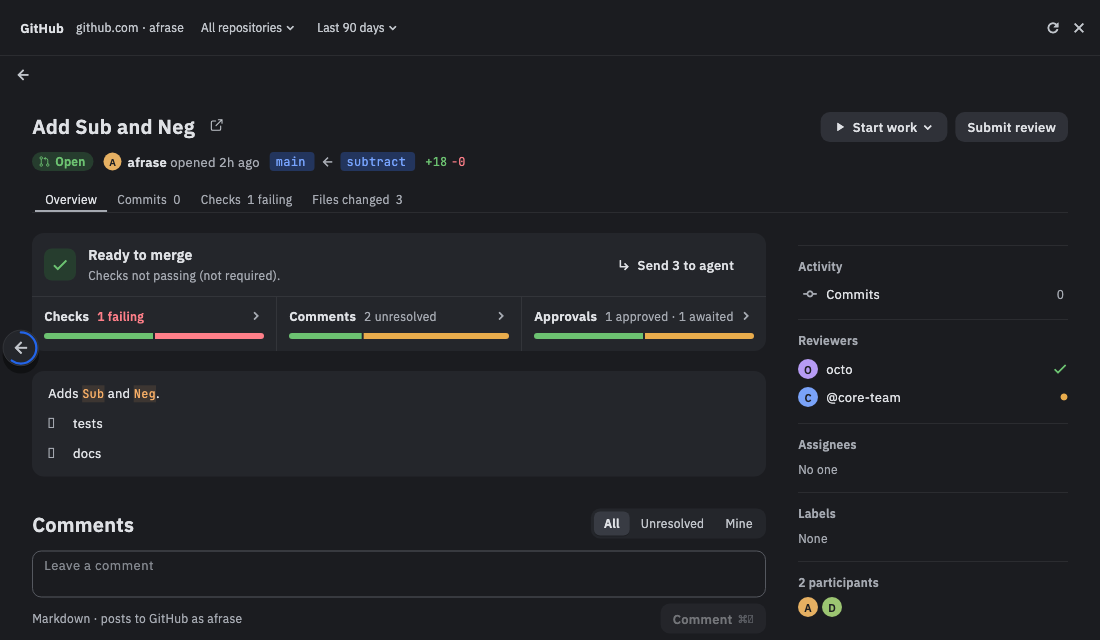 GitHub github.com · afrase All repositories Last 90 days
Add Sub and Neg
Start work
Submit review
Open A afrase opened 2h ago main ← subtract +18 -0
Overview Commits 0 Checks 1 failing Files changed 3
Ready to merge
Checks not passing (not required).
Send 3 to agent
Checks 1 failing
Comments 2 unresolved
Approvals 1 approved · 1 awaited
Adds Sub and Neg.
tests
docs
Comments
All Unresolved Mine
Leave a comment
Markdown · posts to GitHub as afrase
Comment
Activity
Commits 0
Reviewers
O octo
C @core-team
Assignees
No one
Labels
None
2 participants
A D